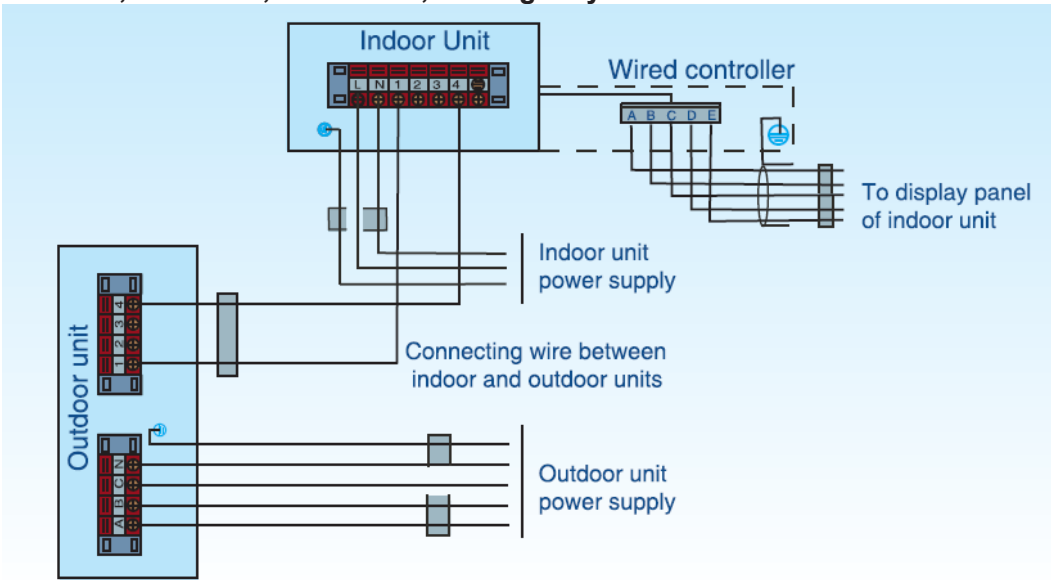 Indoor Unit
L N 1 2 3 4
Wired controller
A B C D E
To display panel
of indoor unit
Indoor unit
power supply
Outdoor unit
4 3 2 1
Connecting wire between
indoor and outdoor units
N C B A
Outdoor unit
power supply